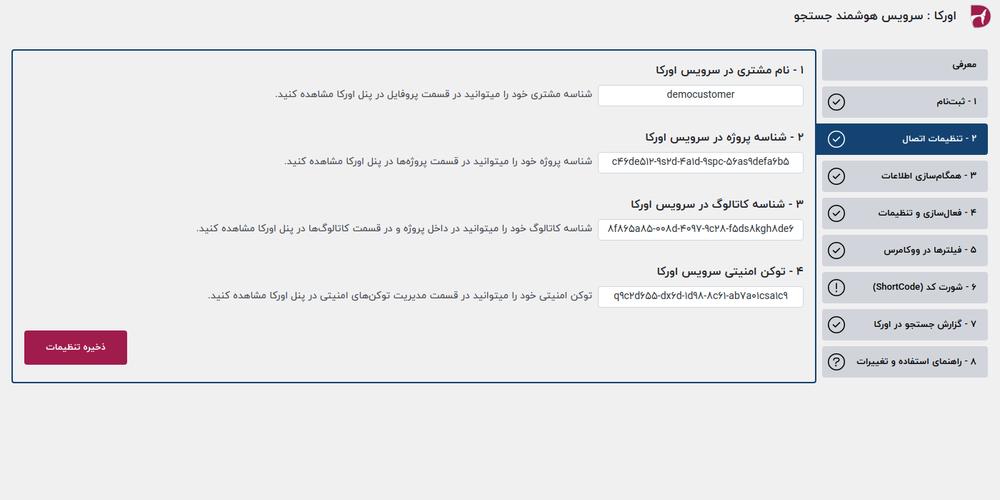 اورکا : سرویس هوشمند جستجو
معرفی
۱ - ثبت‌نام
۲ - تنظیمات اتصال
۳ - همگام‌سازی اطلاعات
۴ - فعال‌سازی و تنظیمات
۵ - فیلترها در ووکامرس
۶ - شورت کد (ShortCode)
۷ - گزارش جستجو در اورکا
۸ - راهنمای استفاده و تغییرات
۱ - نام مشتری در سرویس اورکا
democustomer
شناسه مشتری خود را میتوانید در قسمت پروفایل در پنل اورکا مشاهده کنید.
۲ - شناسه پروژه در سرویس اورکا
c۴۶de۵۱۲-۹s۲d-۴a۱d-۹spc-۵۶as۹defa۶b۵
شناسه پروژه خود را میتوانید در قسمت پروژه‌ها در پنل اورکا مشاهده کنید.
۳ - شناسه کاتالوگ در سرویس اورکا
۸f۸۶۵a۸۵-۰۰۸d-۴۰۹۷-۹c۲۸-f۵ds۸kgh۸de۶
شناسه کاتالوگ خود را میتوانید در داخل پروژه و در قسمت کاتالوگ‌ها در پنل اورکا مشاهده کنید.
۴ - توکن امنیتی سرویس اورکا
q۹c۲d۶۵۵-dx۶d-۱d۹۸-۸c۶۱-ab۷a۰۱csa۱c۹
توکن امنیتی خود را میتوانید در قسمت مدیریت توکن‌های امنیتی در پنل اورکا مشاهده کنید.
ذخیره تنظیمات